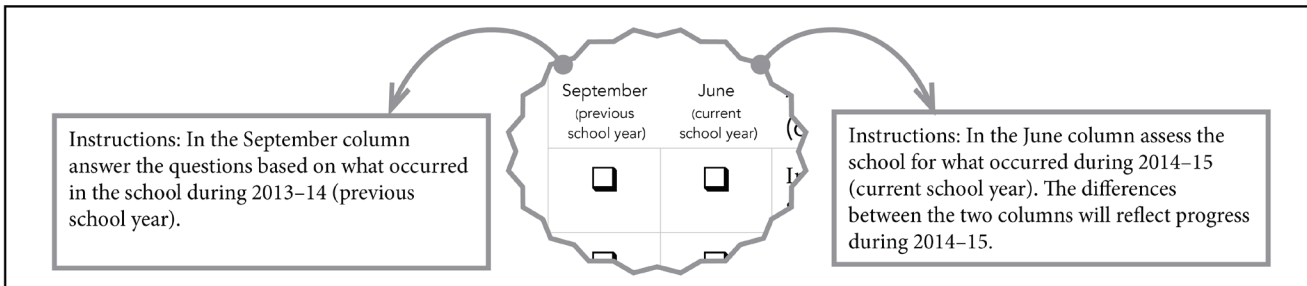 Instructions: In the September column
answer the questions based on what occurred
in the school during 2013–14 (previous
school year).
September
(previous
school year)
June
(current
school year)
Instructions: In the June column assess the
school for what occurred during 2014–15
(current school year). The differences
between the two columns will reflect progress
during 2014–15.